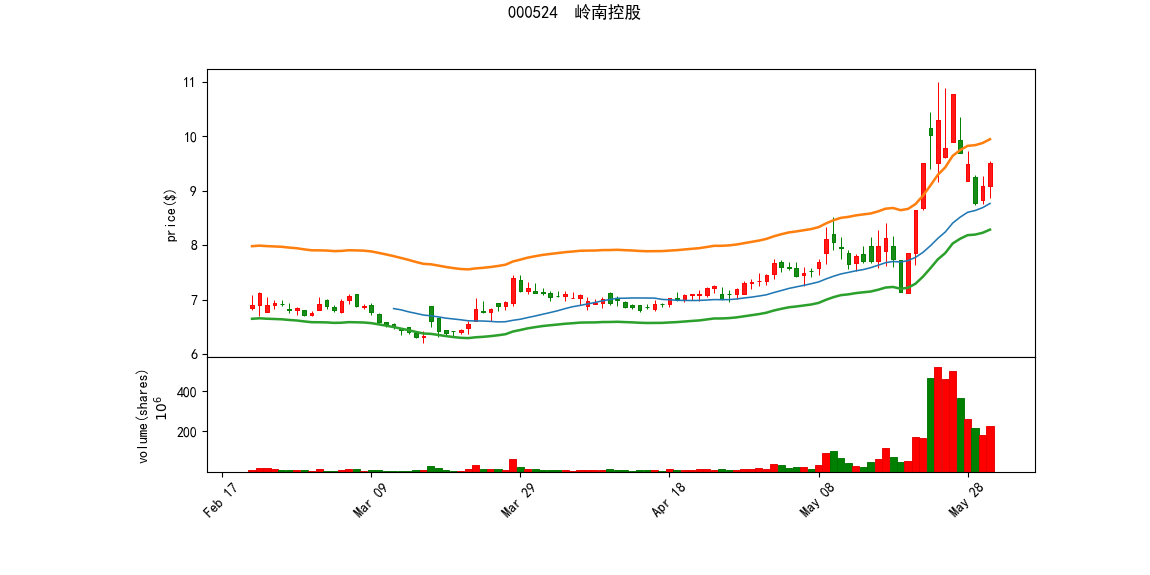 000524 岭南控股
11
10
9
8
7
6
price($)
400
200
volume(shares)
10^6
Feb 17
Mar 09
Mar 29
Apr 18
May 08
May 28